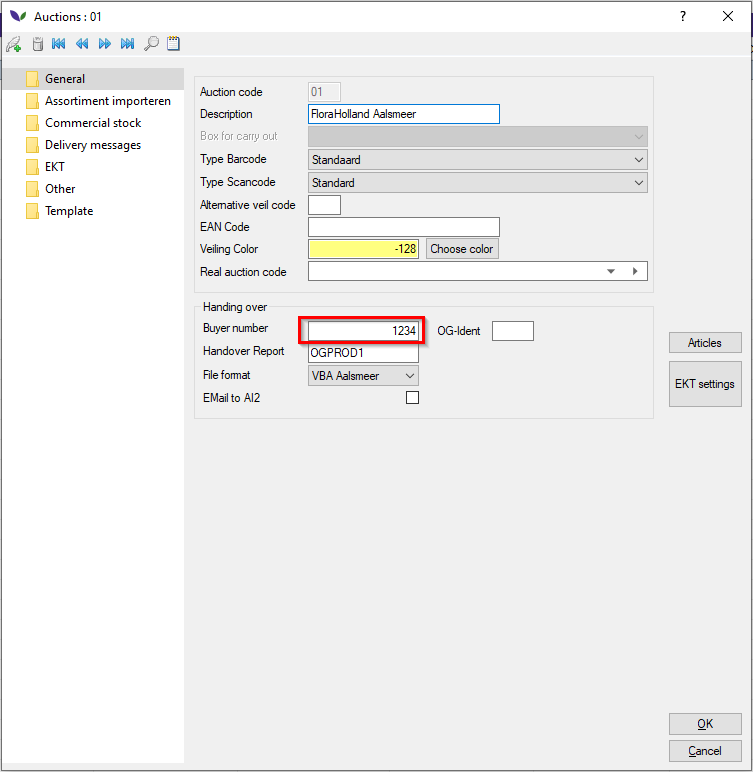 Auctions : 01
?
General
Assortiment importeren
Commercial stock
Delivery messages
EKT
Other
Template
Auction code 01
Description FloraHolland Aalsmeer
Box for carry out
Type Barcode Standaard
Type Scancode Standard
Alternative veil code
EAN Code
Veiling Color -128 Choose color
Real auction code
Handing over
Buyer number 1234 OG-Ident
Handover Report OGPROD1
File format VBA Aalsmeer
EMail to AI2
Articles
EKT settings
OK
Cancel